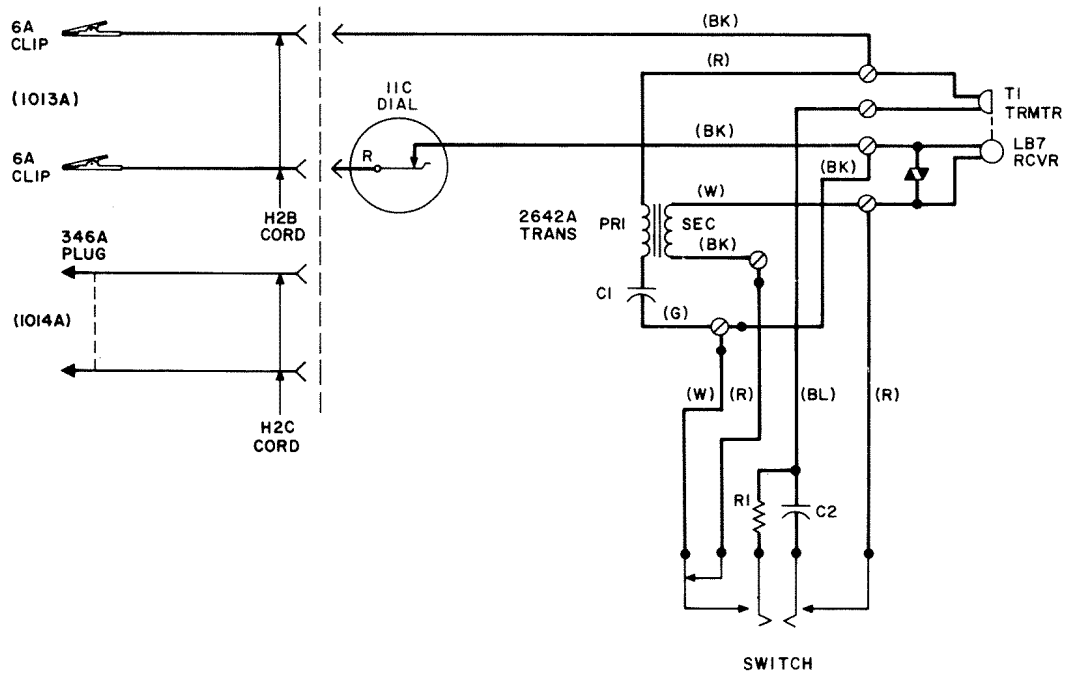 6A
CLIP
(1013A)
6A
CLIP
346A
PLUG
(1014A)
H2B
CORD
H2C
CORD
11C
DIAL
R
(BK)
(R)
(BK)
(BK)
T1
TRMTR
LB7
RCVR
2642A
TRANS
PRI
SEC
(W)
(BK)
C1
(G)
(W)
(R)
(BL)
(R)
R1
C2
SWITCH